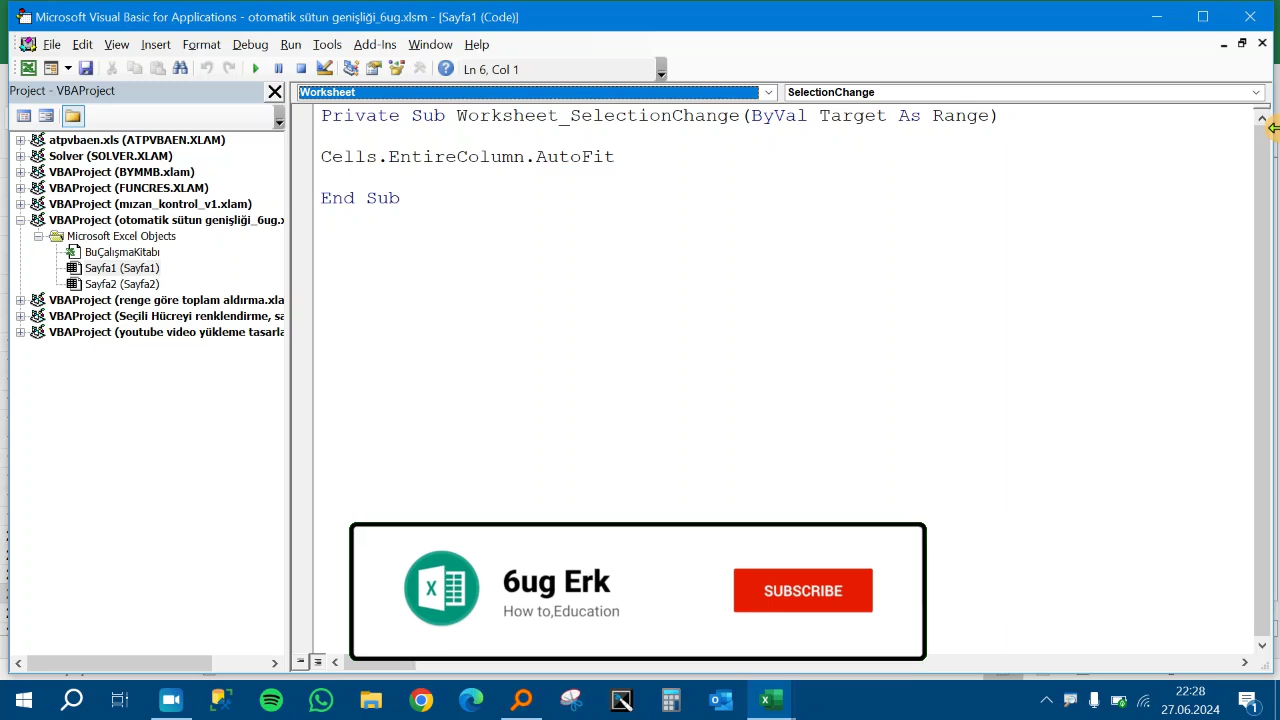 Microsoft Visual Basic for Applications - otomatik sütun genişliği_6ug.xlsm - [Sayfa1 (Code)]
File Edit View Insert Format Debug Run Tools Add-Ins Window Help
Ln 6, Col 1
Project - VBAProject
Worksheet
SelectionChange
atpvbaen.xls (ATPVBAEN.XLAM)
Solver (SOLVER.XLAM)
VBAProject (BYMMB.xlam)
VBAProject (FUNCRES.XLAM)
VBAProject (mızan_kontrol_v1.xlam)
VBAProject (otomatik sütun genişliği_6ug.x
Microsoft Excel Objects
BuÇalışmaKitabı
Sayfa1 (Sayfa1)
Sayfa2 (Sayfa2)
VBAProject (renge göre toplam aldırma.xla
VBAProject (Seçili Hücreyi renklendirme, sa
VBAProject (youtube video yükleme tasarla
Private Sub Worksheet_SelectionChange(ByVal Target As Range)
Cells.EntireColumn.AutoFit
End Sub
6ug Erk
How to,Education
SUBSCRIBE
22:28
27.06.2024
1